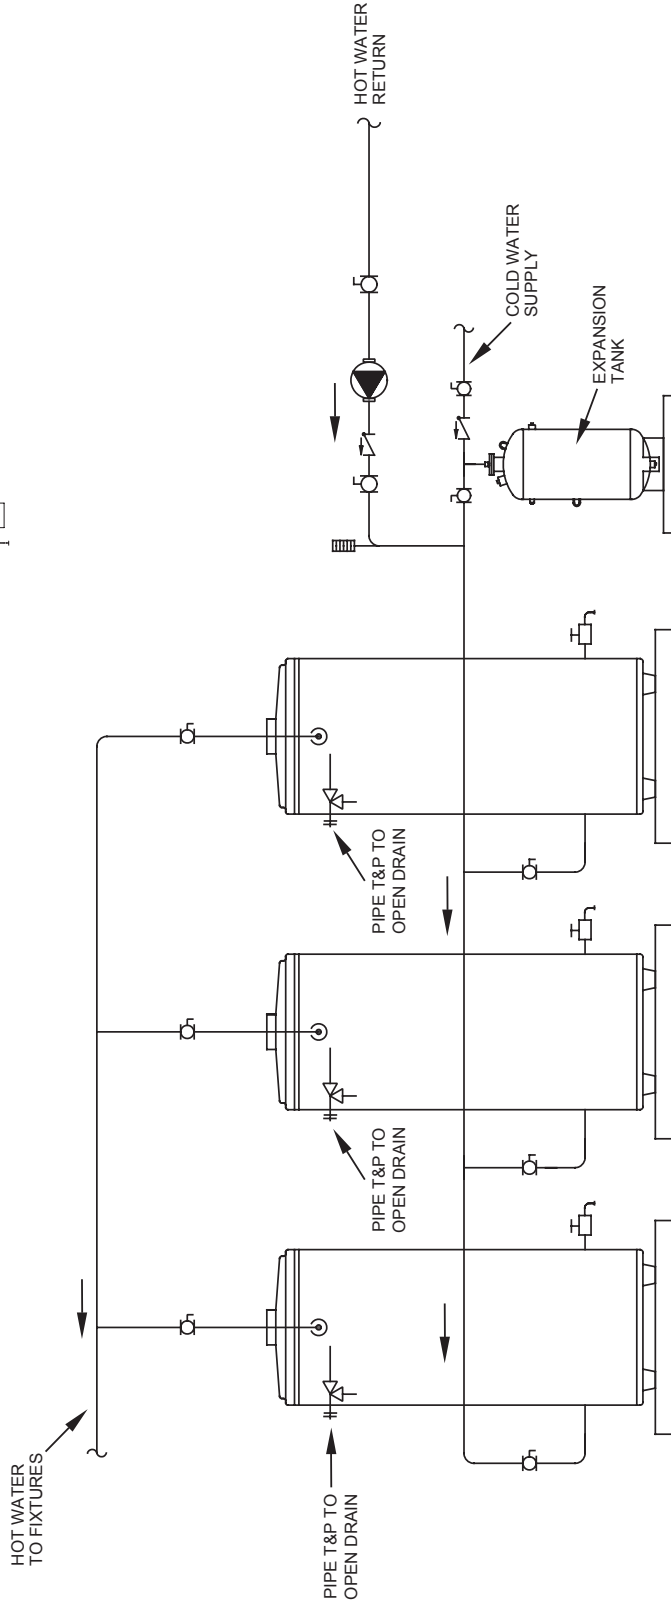 HOT WATER
TO FIXTURES
PIPE T&P TO
OPEN DRAIN
PIPE T&P TO
OPEN DRAIN
PIPE T&P TO
OPEN DRAIN
HOT WATER
RETURN
COLD WATER
SUPPLY
EXPANSION
TANK